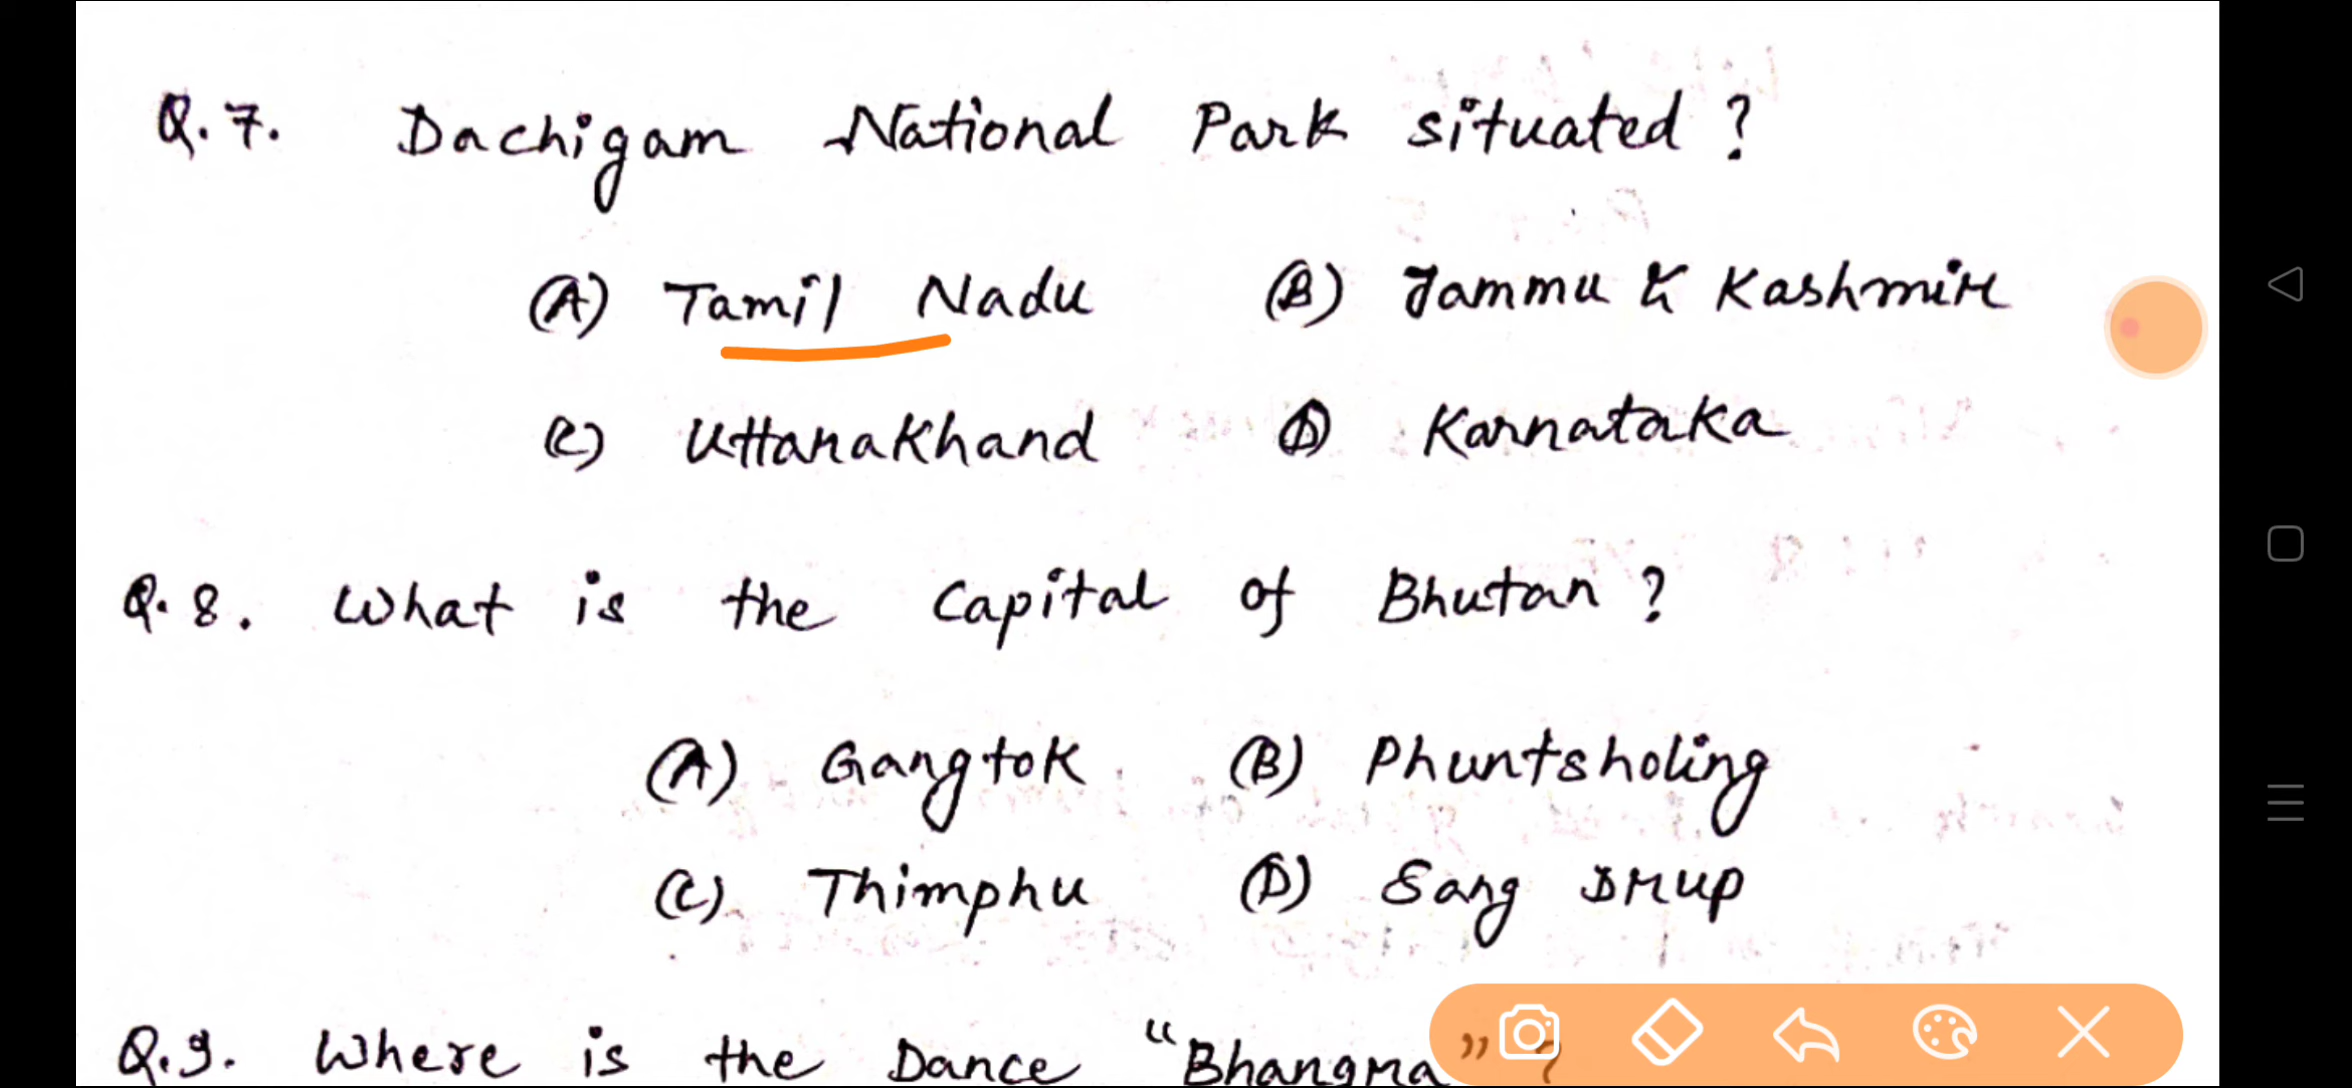 Q.7. Dachigam National Park situated ?
(A) Tamil Nadu (B) Jammu & Kashmir
(C) Uttarakhand (D) Karnataka
Q.8. What is the Capital of Bhutan ?
(A) Gangtok (B) Phuntsholing
(C) Thimphu (D) Sang Drup
Q.9. Where is the Dance "Bhangra" ?